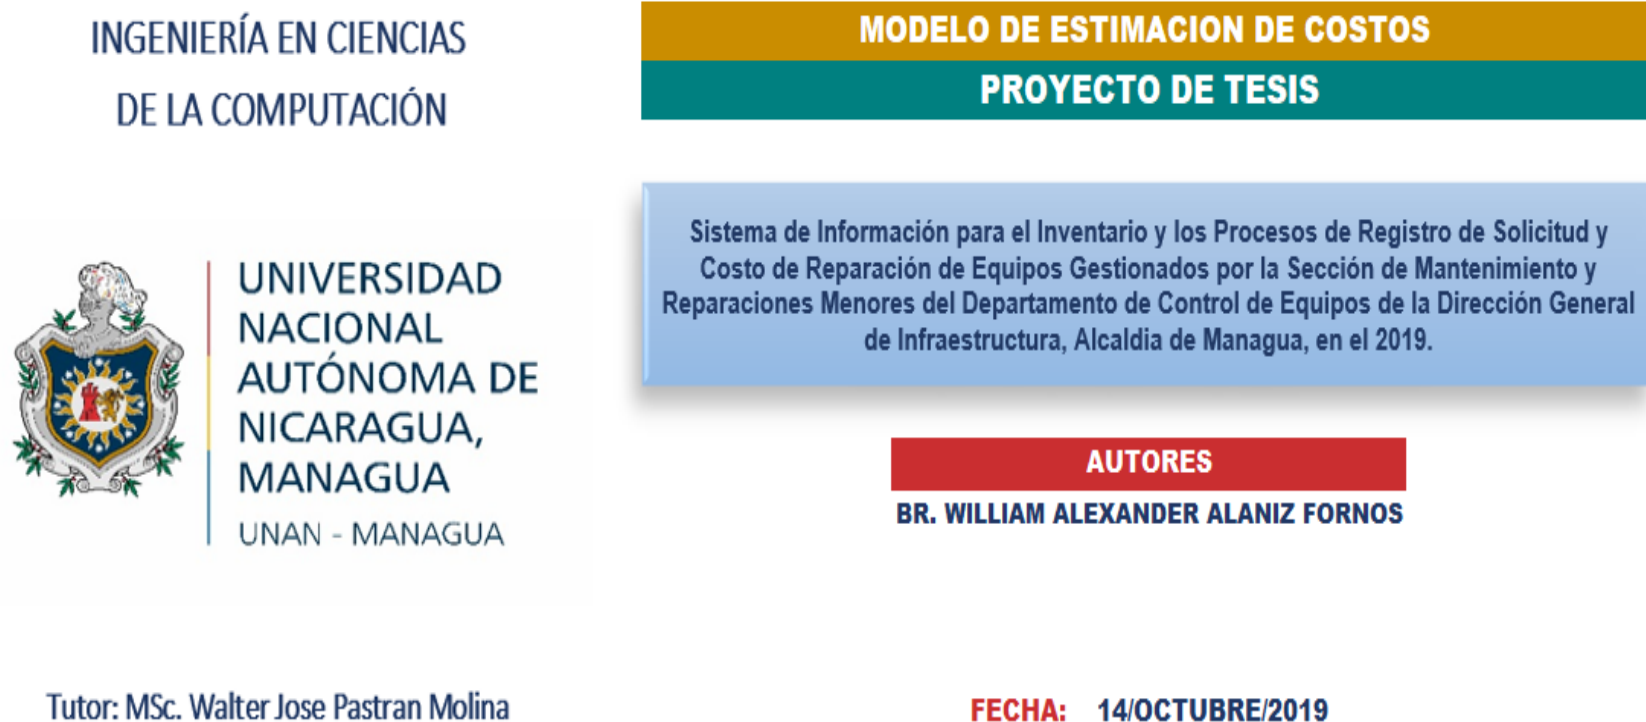 INGENIERÍA EN CIENCIAS
DE LA COMPUTACIÓN
UNIVERSIDAD
NACIONAL
AUTÓNOMA DE
NICARAGUA,
MANAGUA
UNAN - MANAGUA
Tutor: MSc. Walter Jose Pastran Molina
MODELO DE ESTIMACION DE COSTOS
PROYECTO DE TESIS
Sistema de Información para el Inventario y los Procesos de Registro de Solicitud y
Costo de Reparación de Equipos Gestionados por la Sección de Mantenimiento y
Reparaciones Menores del Departamento de Control de Equipos de la Dirección General
de Infraestructura, Alcaldia de Managua, en el 2019.
AUTORES
BR. WILLIAM ALEXANDER ALANIZ FORNOS
FECHA: 14/OCTUBRE/2019